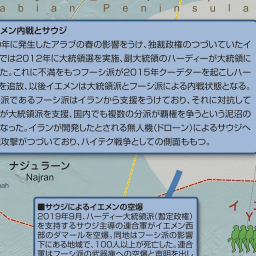 abian Peninsula
メン内戦とサウジ
年に発生したアラブの春の影響をうけ、独裁政権のつづいていたイ
では2012年に大統領選を実施、副大統領のハーディーが大統領に
た。これに不満をもつフーシ派が2015年クーデターを起こしハー
を追放、以後イエメンは大統領派とフーシ派による内戦状態となる。
派であるフーシ派はイランから支援をうけており、それに対抗して
が大統領派を支援、国内でも複数の分派が覇権を争うという泥沼の
なった。イランが開発したとされる無人機(ドローン)によるサウジへ
攻撃がつづいており、ハイテク戦争としての側面ももつ。
ナジュラーン
Najran
ah
■サウジによるイエメンの空爆
2019年9月、ハーディー大統領派(暫定政権)
を支持するサウジ主導の連合軍がイエメン西
部のダマールを空爆。同地はフーシ派の影響
下にある地域で、100人以上が死亡した。連合
軍はフーシ派の武器庫への空爆と声明を出し
イ